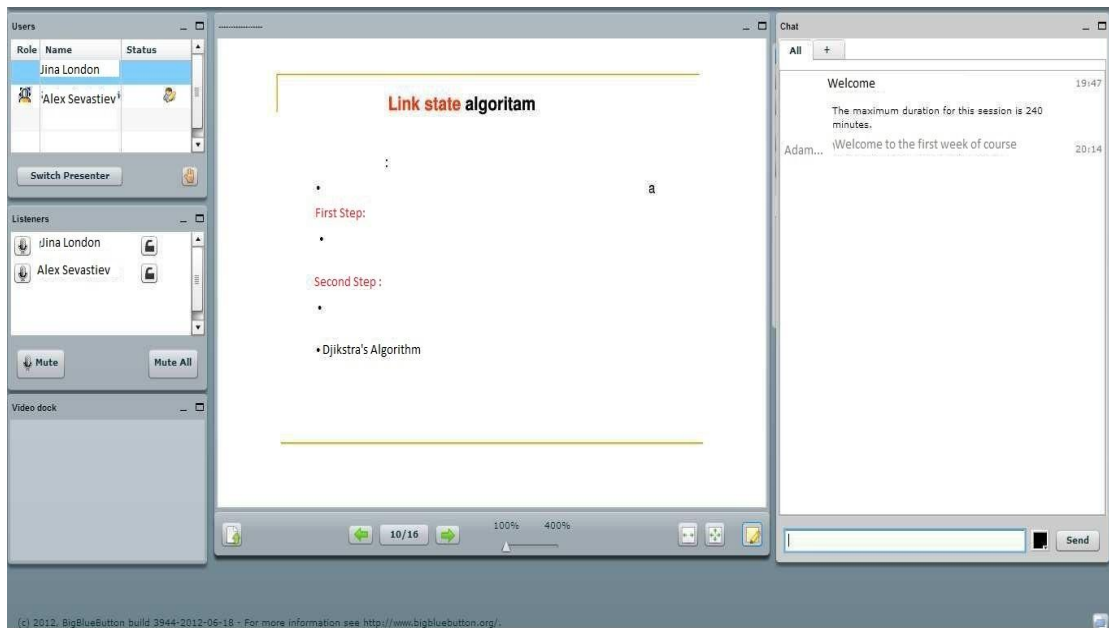 Users
Role Name Status
Jina London
Alex Sevastiev
Switch Presenter
Listeners
Jina London
Alex Sevastiev
Mute Mute All
Video dock
--------------
Link state algoritam
:
• a
First Step:
•
Second Step :
•
• Djikstra's Algorithm
10/16
100% 400%
Chat
All +
Welcome 19:47
The maximum duration for this session is 240
minutes.
Adam... Welcome to the first week of course 20:14
Send
(c) 2012, BigBlueButton build 3944-2012-06-18 - For more information see http://www.bigbluebutton.org/.